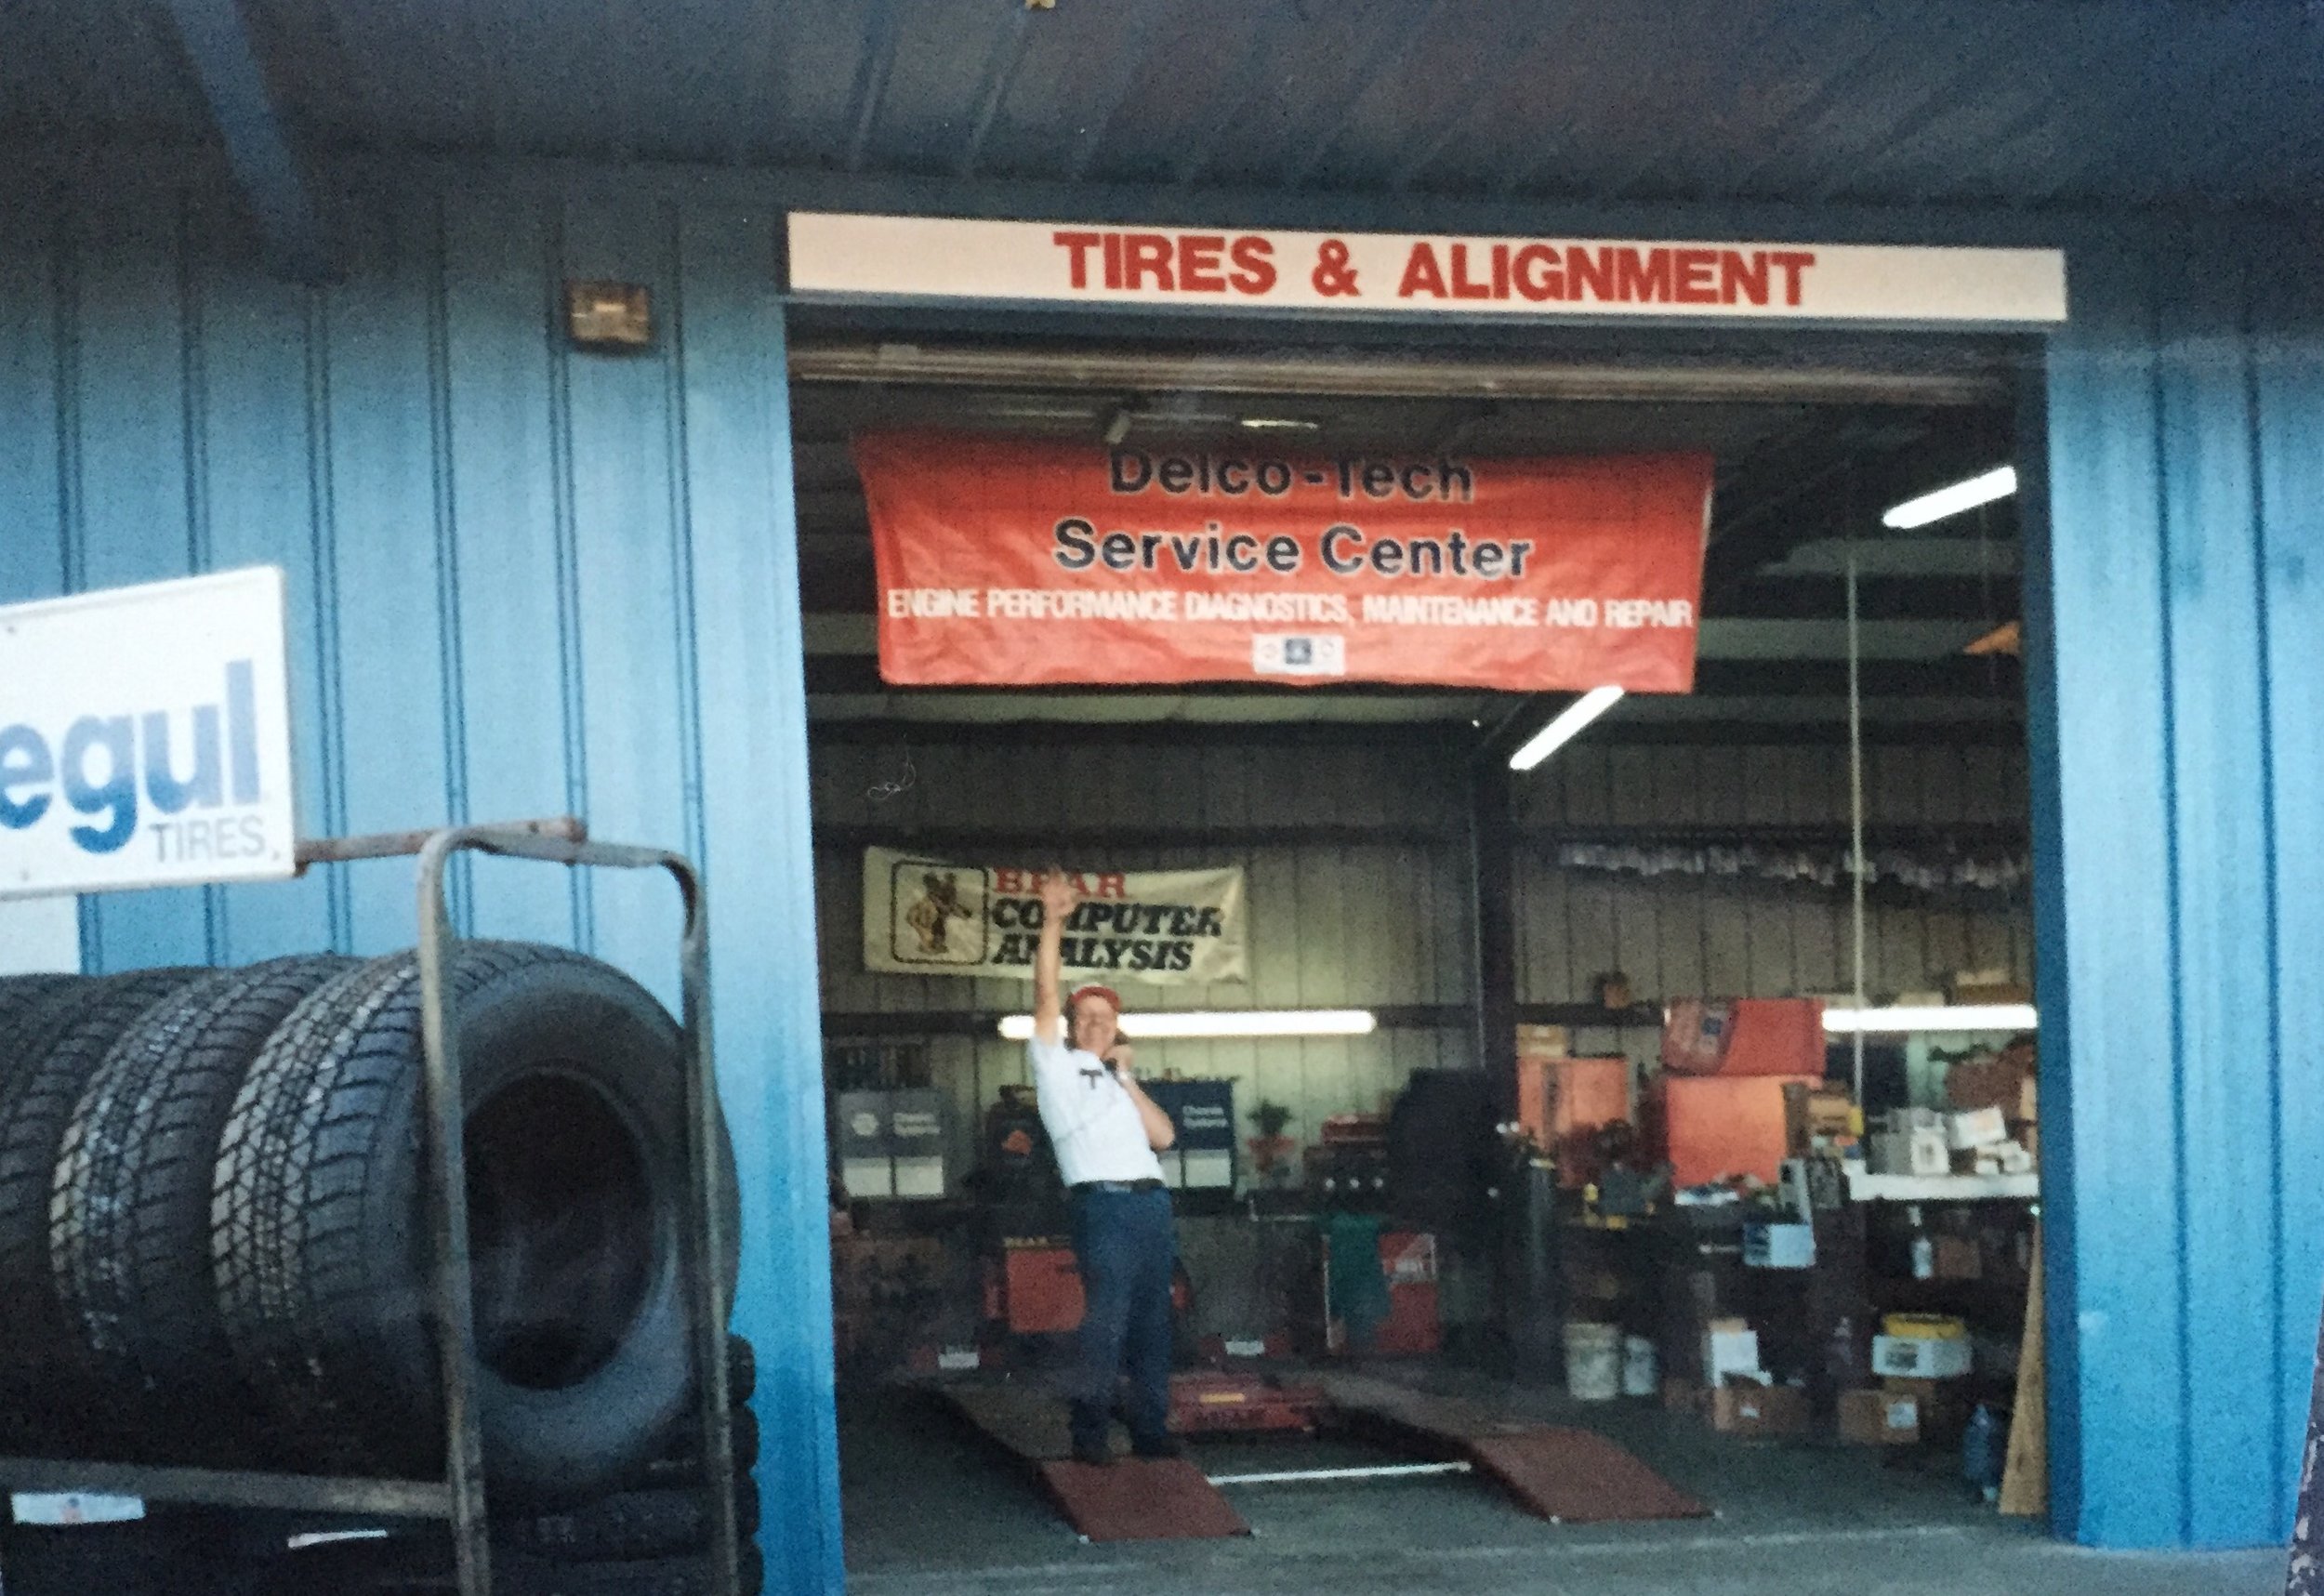 TIRES & ALIGNMENT
Delco-Tech
Service Center
ENGINE PERFORMANCE DIAGNOSTICS, MAINTENANCE AND REPAIR
egul
TIRES
BEAR
COMPUTER
ANALYSIS